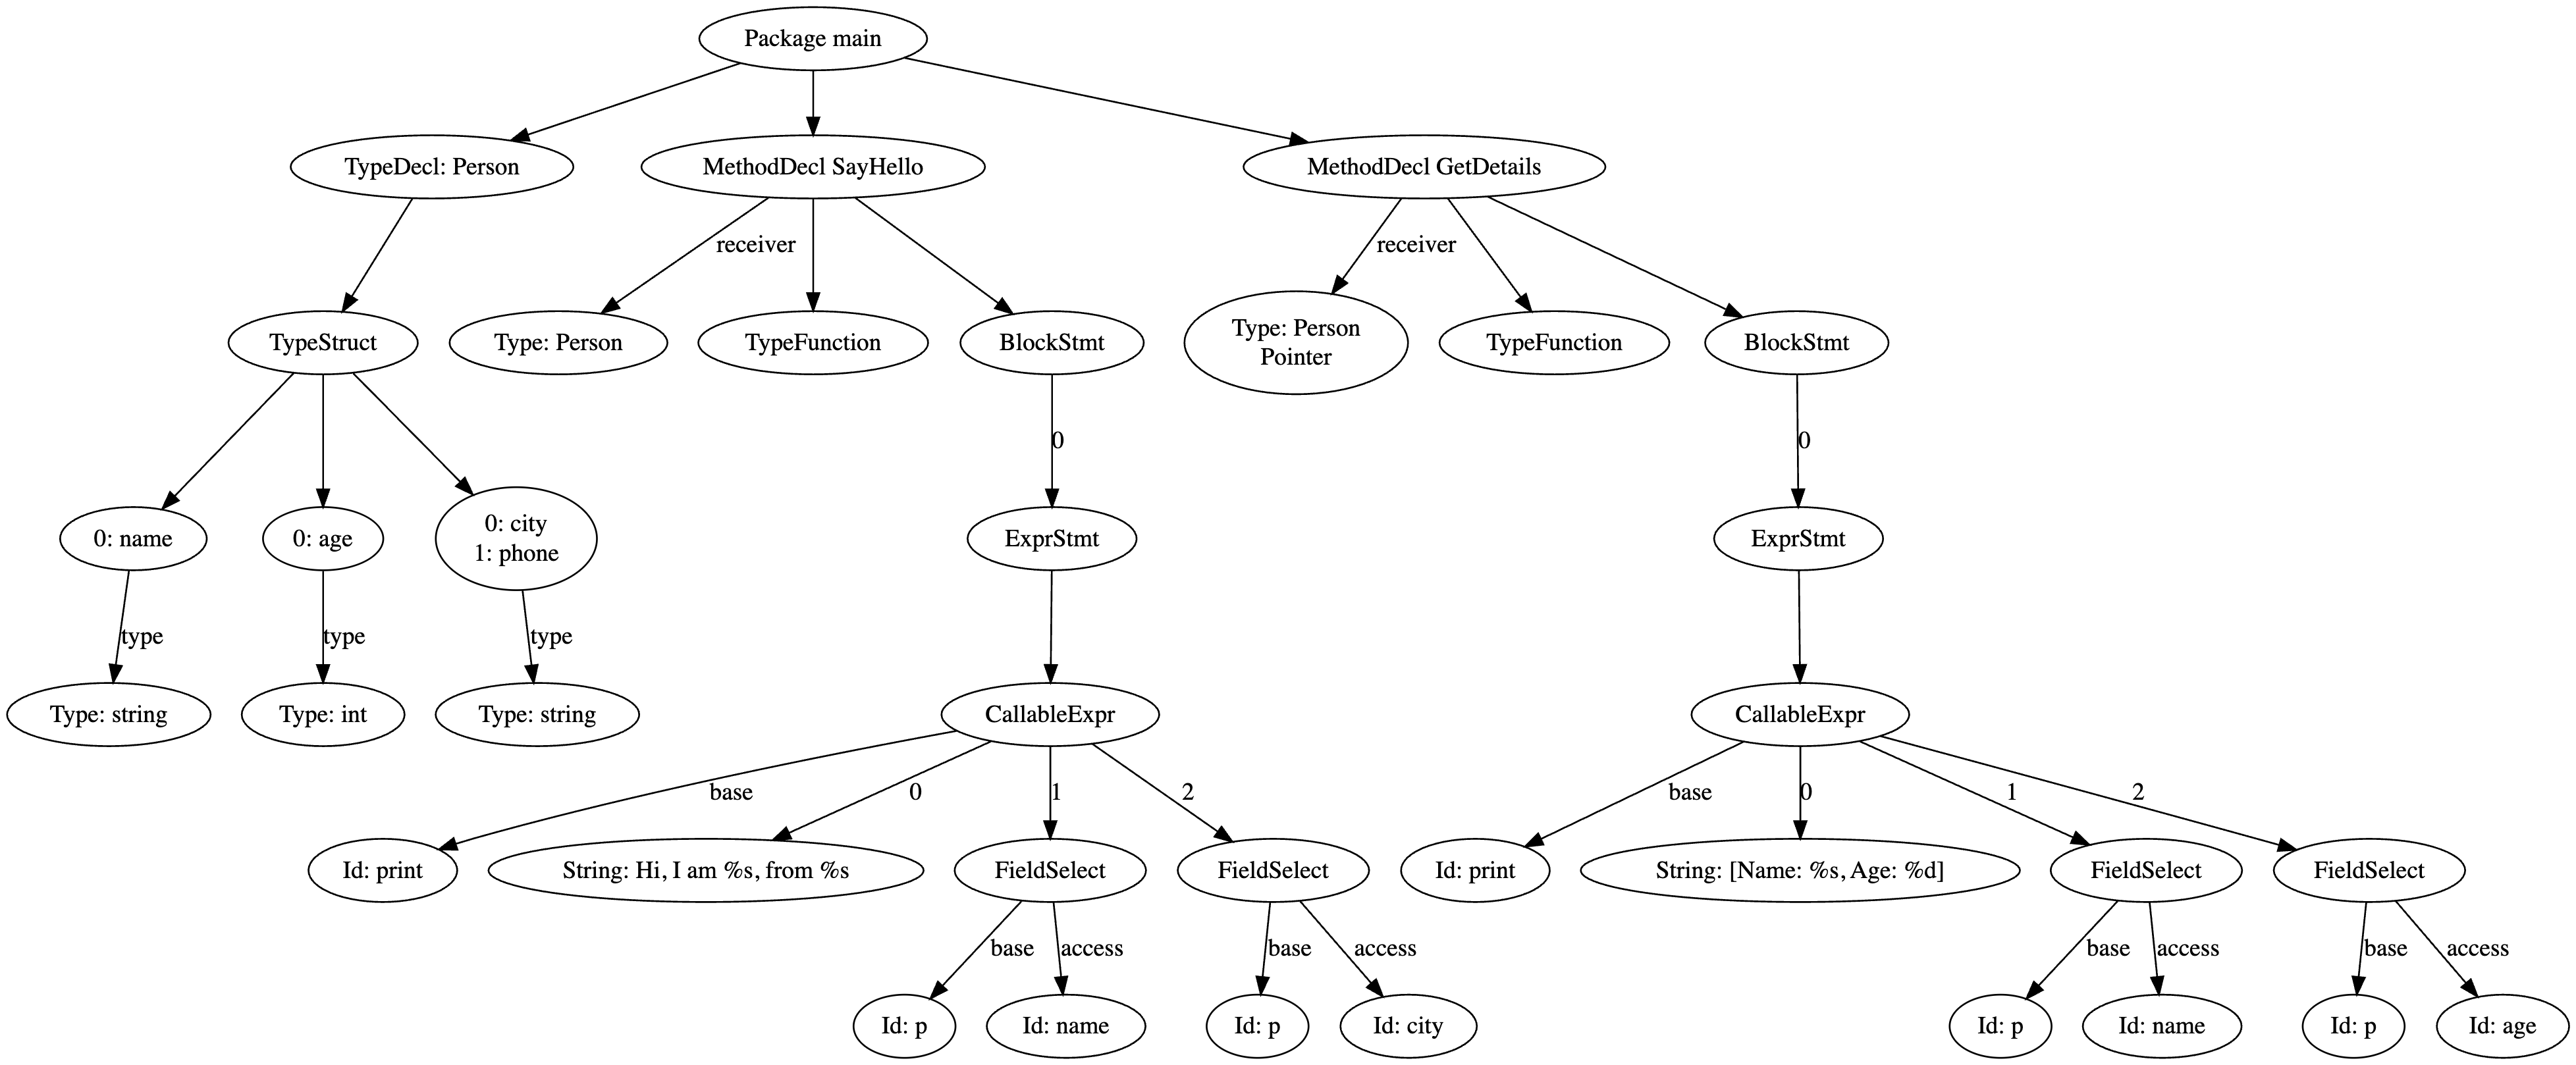 Package main
TypeDecl: Person
MethodDecl SayHello
MethodDecl GetDetails
receiver
receiver
TypeStruct
Type: Person
TypeFunction
BlockStmt
Type: Person
Pointer
TypeFunction
BlockStmt
0
0
0: name
0: age
0: city
1: phone
ExprStmt
ExprStmt
type
type
type
Type: string
Type: int
Type: string
CallableExpr
CallableExpr
base
0
1
2
base
0
1
2
Id: print
String: Hi, I am %s, from %s
FieldSelect
FieldSelect
Id: print
String: [Name: %s, Age: %d]
FieldSelect
FieldSelect
base
access
base
access
base
access
base
access
Id: p
Id: name
Id: p
Id: city
Id: p
Id: name
Id: p
Id: age